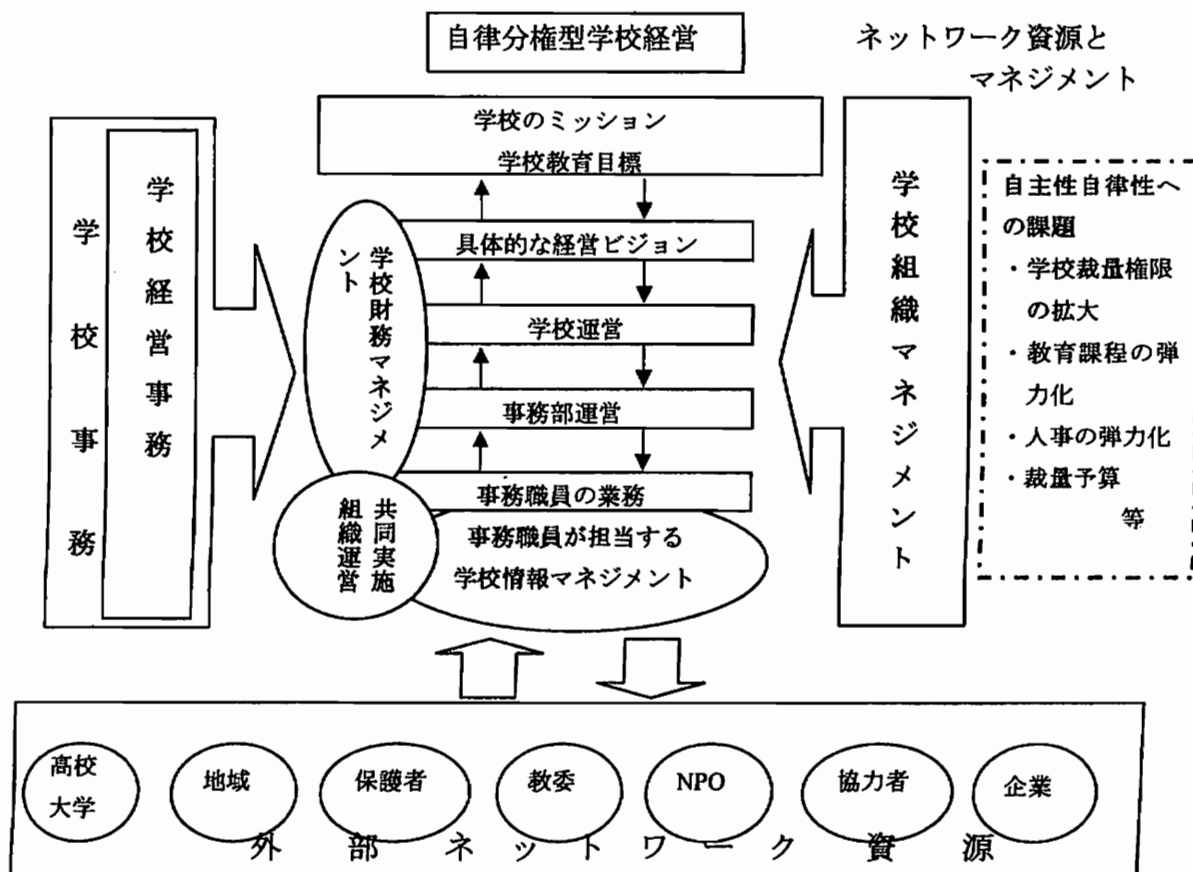 自律分権型学校経営
ネットワーク資源と
マネジメント
学校のミッション
学校教育目標
学校事務
学校経営事務
学校財務マネジメ
ント
具体的な経営ビジョン
学校運営
事務部運営
事務職員の業務
共同実施
組織運営
事務職員が担当する
学校情報マネジメント
学校組織マネジメント
自主性自律性へ
の課題
・学校裁量権限
の拡大
・教育課程の弾
力化
・人事の弾力化
・裁量予算
等
高校
大学
地域
保護者
教委
NPO
協力者
企業
外部ネットワーク資源